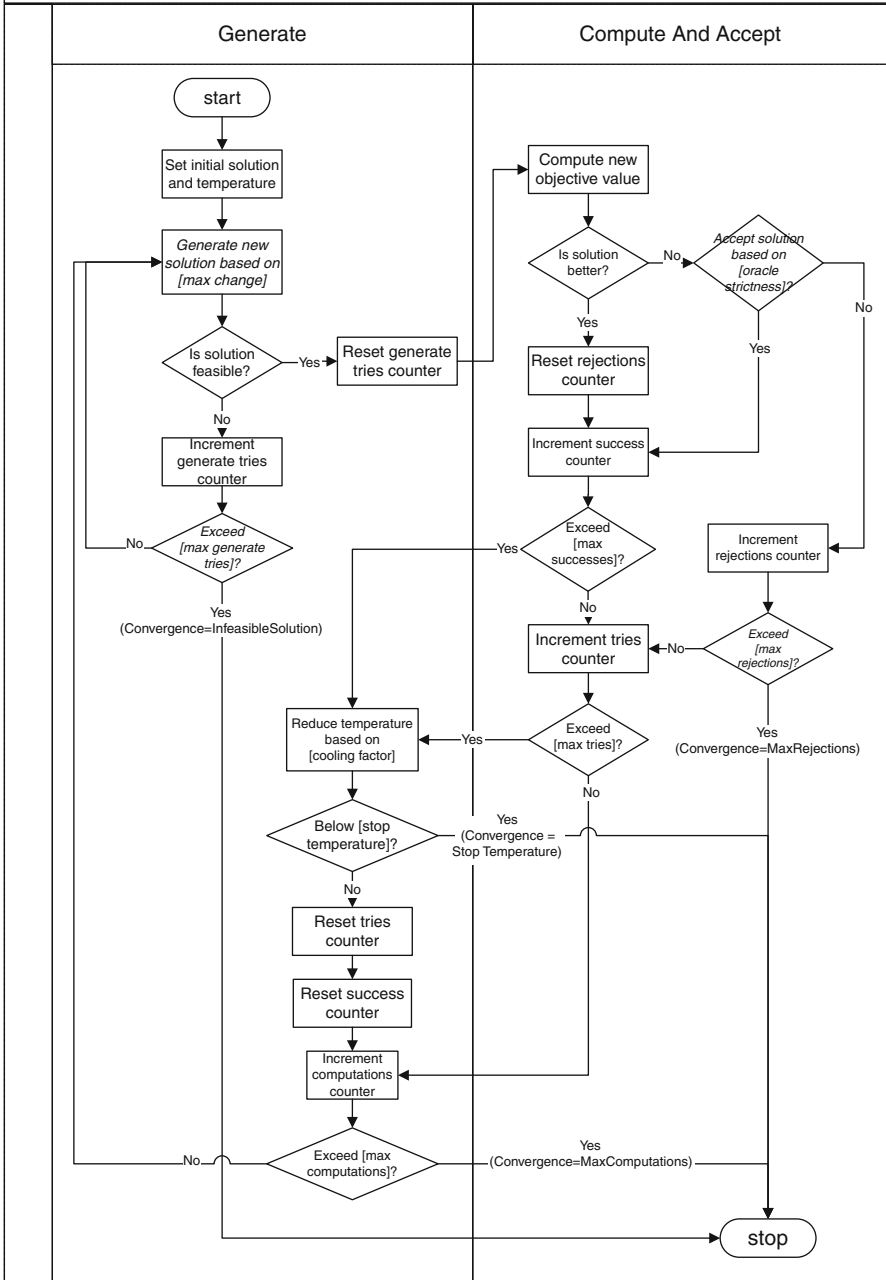 Generate
Compute And Accept
start
Set initial solution
and temperature
Generate new
solution based on
[max change]
Is solution
feasible?
Yes
Reset generate
tries counter
No
Increment
generate tries
counter
Exceed
[max generate
tries]?
No
Yes
(Convergence=InfeasibleSolution)
Compute new
objective value
Is solution
better?
No
Accept solution
based on
[oracle
strictness]?
No
Yes
Yes
Reset rejections
counter
Increment success
counter
Exceed
[max
successes]?
Yes
No
Increment
rejections counter
Increment tries
counter
No
Exceed
[max
rejections]?
Yes
(Convergence=MaxRejections)
Exceed
[max tries]?
Yes
No
Reduce temperature
based on
[cooling factor]
Below [stop
temperature]?
Yes
(Convergence =
Stop Temperature)
No
Reset tries
counter
Reset success
counter
Increment
computations
counter
Exceed [max
computations]?
No
Yes
(Convergence=MaxComputations)
stop